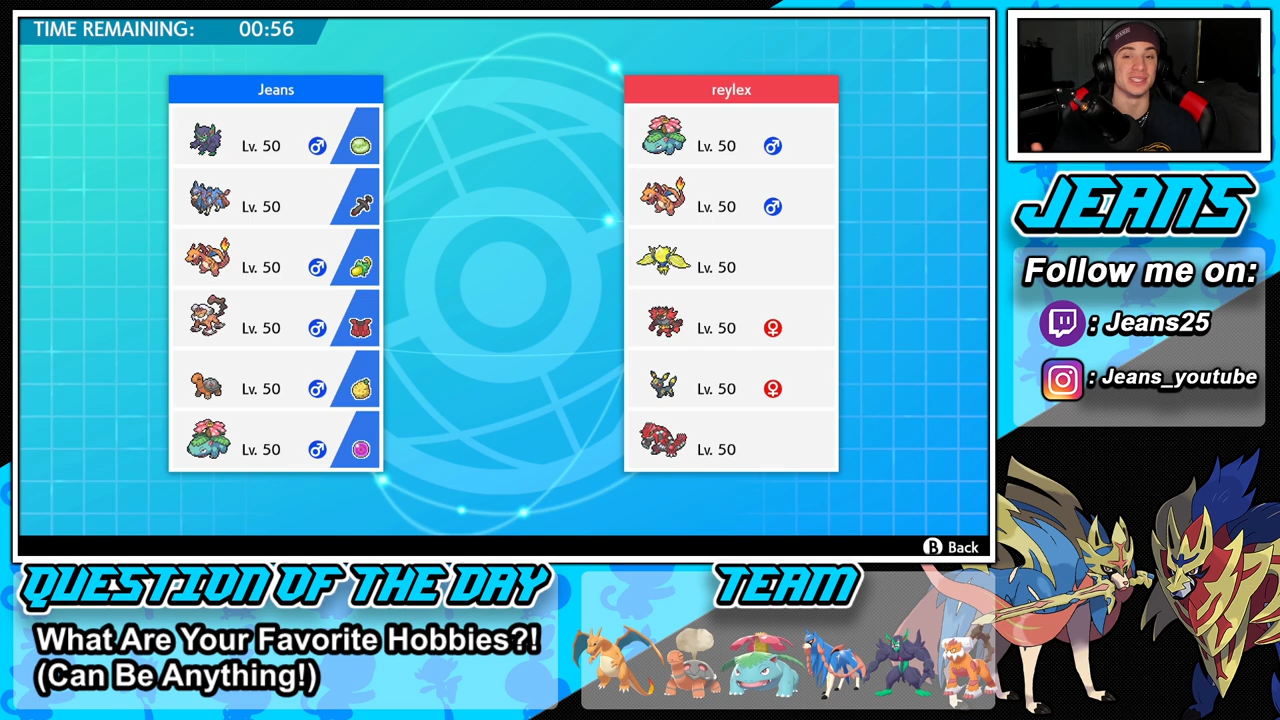 TIME REMAINING: 00:56
Jeans
Lv. 50
Lv. 50
Lv. 50
Lv. 50
Lv. 50
Lv. 50
reylex
Lv. 50
Lv. 50
Lv. 50
Lv. 50
Lv. 50
Lv. 50
B Back
JEANS
Follow me on:
: Jeans25
: Jeans_youtube
QUESTION OF THE DAY
What Are Your Favorite Hobbies?!
(Can Be Anything!)
TEAM